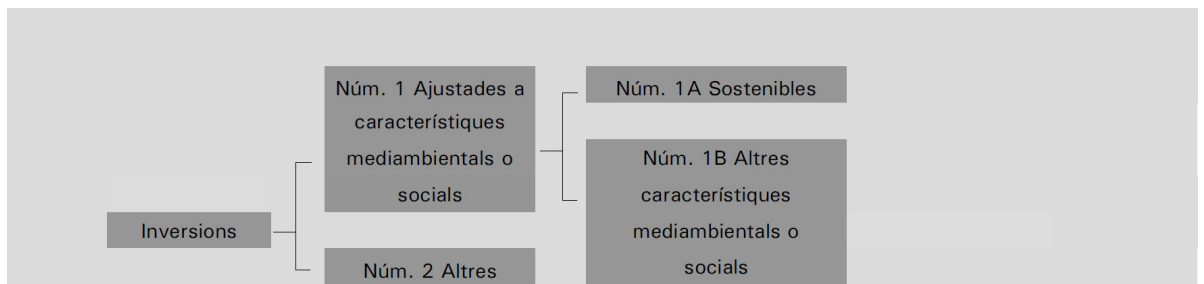 Inversions
Núm. 1 Ajustades a
característiques
mediambientals o
socials
Núm. 2 Altres
Núm. 1A Sostenibles
Núm. 1B Altres
característiques
mediambientals o
socials